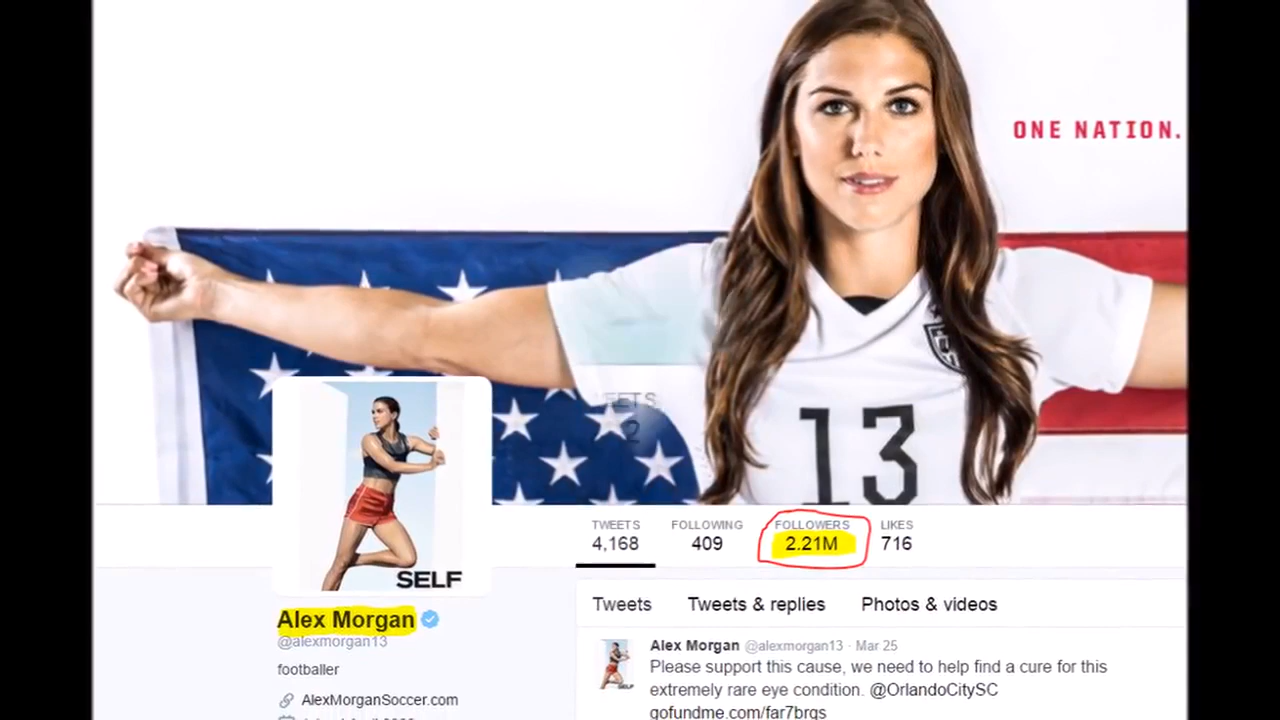 ONE NATION.
13
SELF
TWEETS FOLLOWING FOLLOWERS LIKES
4,168 409 2.21M 716
Alex Morgan
@alexmorgan13
footballer
AlexMorganSoccer.com
Tweets Tweets & replies Photos & videos
Alex Morgan @alexmorgan13 · Mar 25
Please support this cause, we need to help find a cure for this
extremely rare eye condition. @OrlandoCitySC
gofundme.com/far7brqs